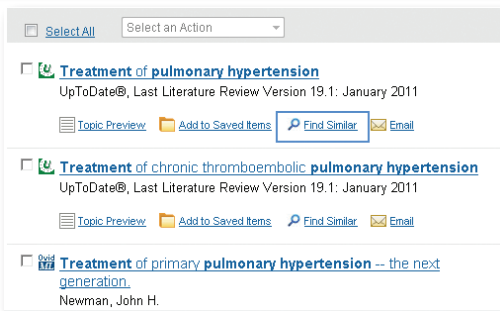 Select All Select an Action
Treatment of pulmonary hypertension
UpToDate®, Last Literature Review Version 19.1: January 2011
Topic Preview Add to Saved Items Find Similar Email
Treatment of chronic thromboembolic pulmonary hypertension
UpToDate®, Last Literature Review Version 19.1: January 2011
Topic Preview Add to Saved Items Find Similar Email
Ovid Treatment of primary pulmonary hypertension -- the next
generation.
Newman, John H.